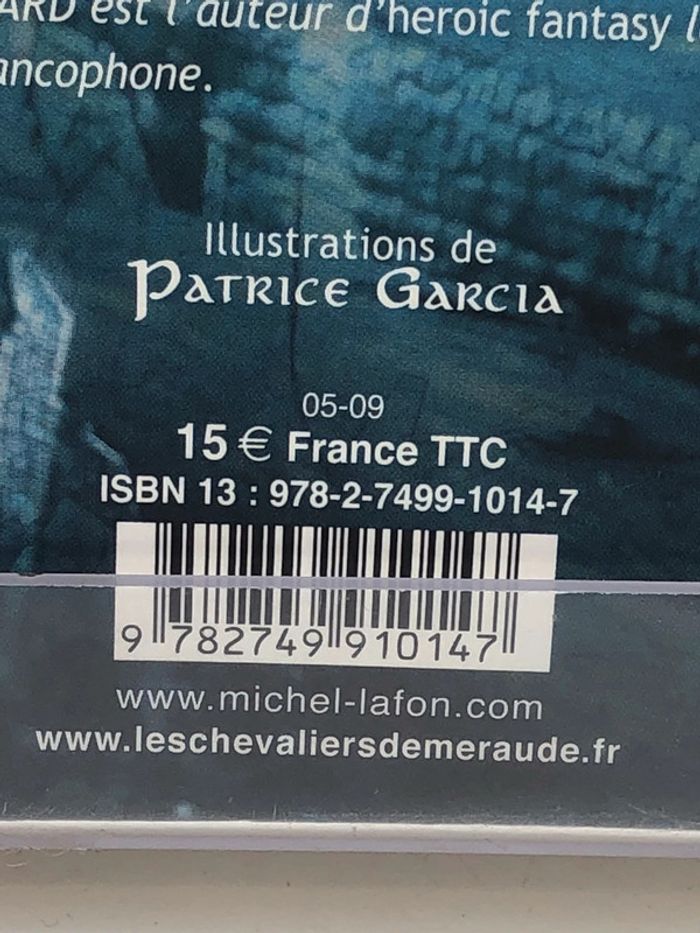 ARD est l'auteur d'heroic fantasy
ancophone.
Illustrations de
PATRICE GARCIA
05-09
15 € France TTC
ISBN 13 : 978-2-7499-1014-7
9 782749 910147
www.michel-lafon.com
www.leschevaliersdemeraude.fr